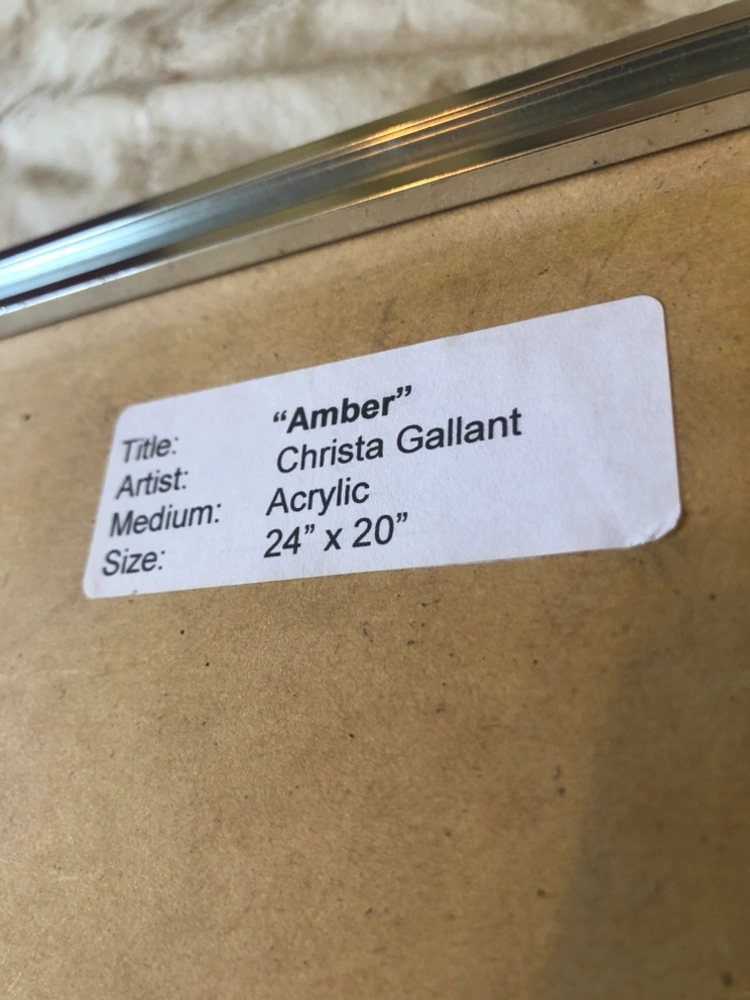 Title: “Amber”
Artist: Christa Gallant
Medium: Acrylic
Size: 24” x 20”